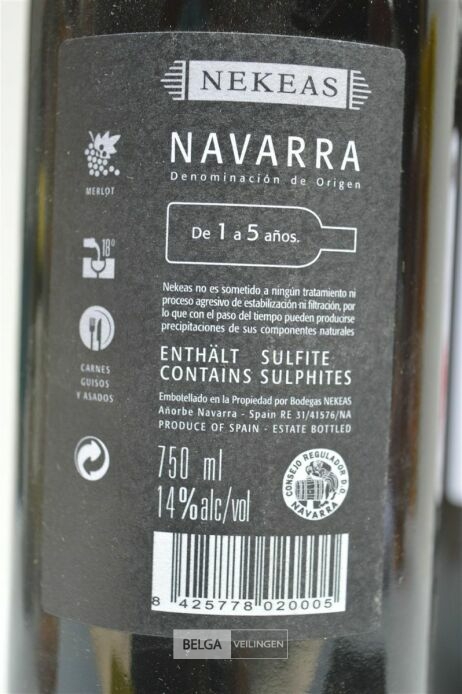 NEKEAS
NAVARRA
Denominación de Origen
MERLOT
De 1 a 5 años.
18º
Nekeas no es sometido a ningún tratamiento ni
proceso agresivo de estabilización ni filtración, por
lo que con el paso del tiempo pueden producirse
precipitaciones de sus componentes naturales
CARNES
GUISOS
Y ASADOS
ENTHÄLT SULFITE
CONTAINS SULPHITES
Embotellado en la Propiedad por Bodegas NEKEAS
Añorbe Navarra - Spain RE 31/41576/NA
PRODUCE OF SPAIN - ESTATE BOTTLED
750 ml
14%alc/vol
CONSEJO REGULADOR D.O.
NAVARRA
8 425778 020005
BELGA VEILINGEN